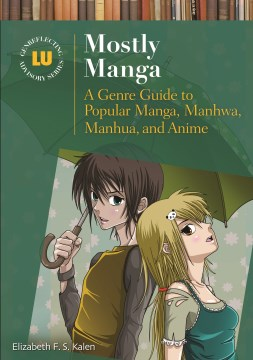 GENREFLECTING
LU
ADVISORY SERIES
Mostly
Manga
A Genre Guide to
Popular Manga, Manhwa,
Manhua, and Anime
Elizabeth F. S. Kalen